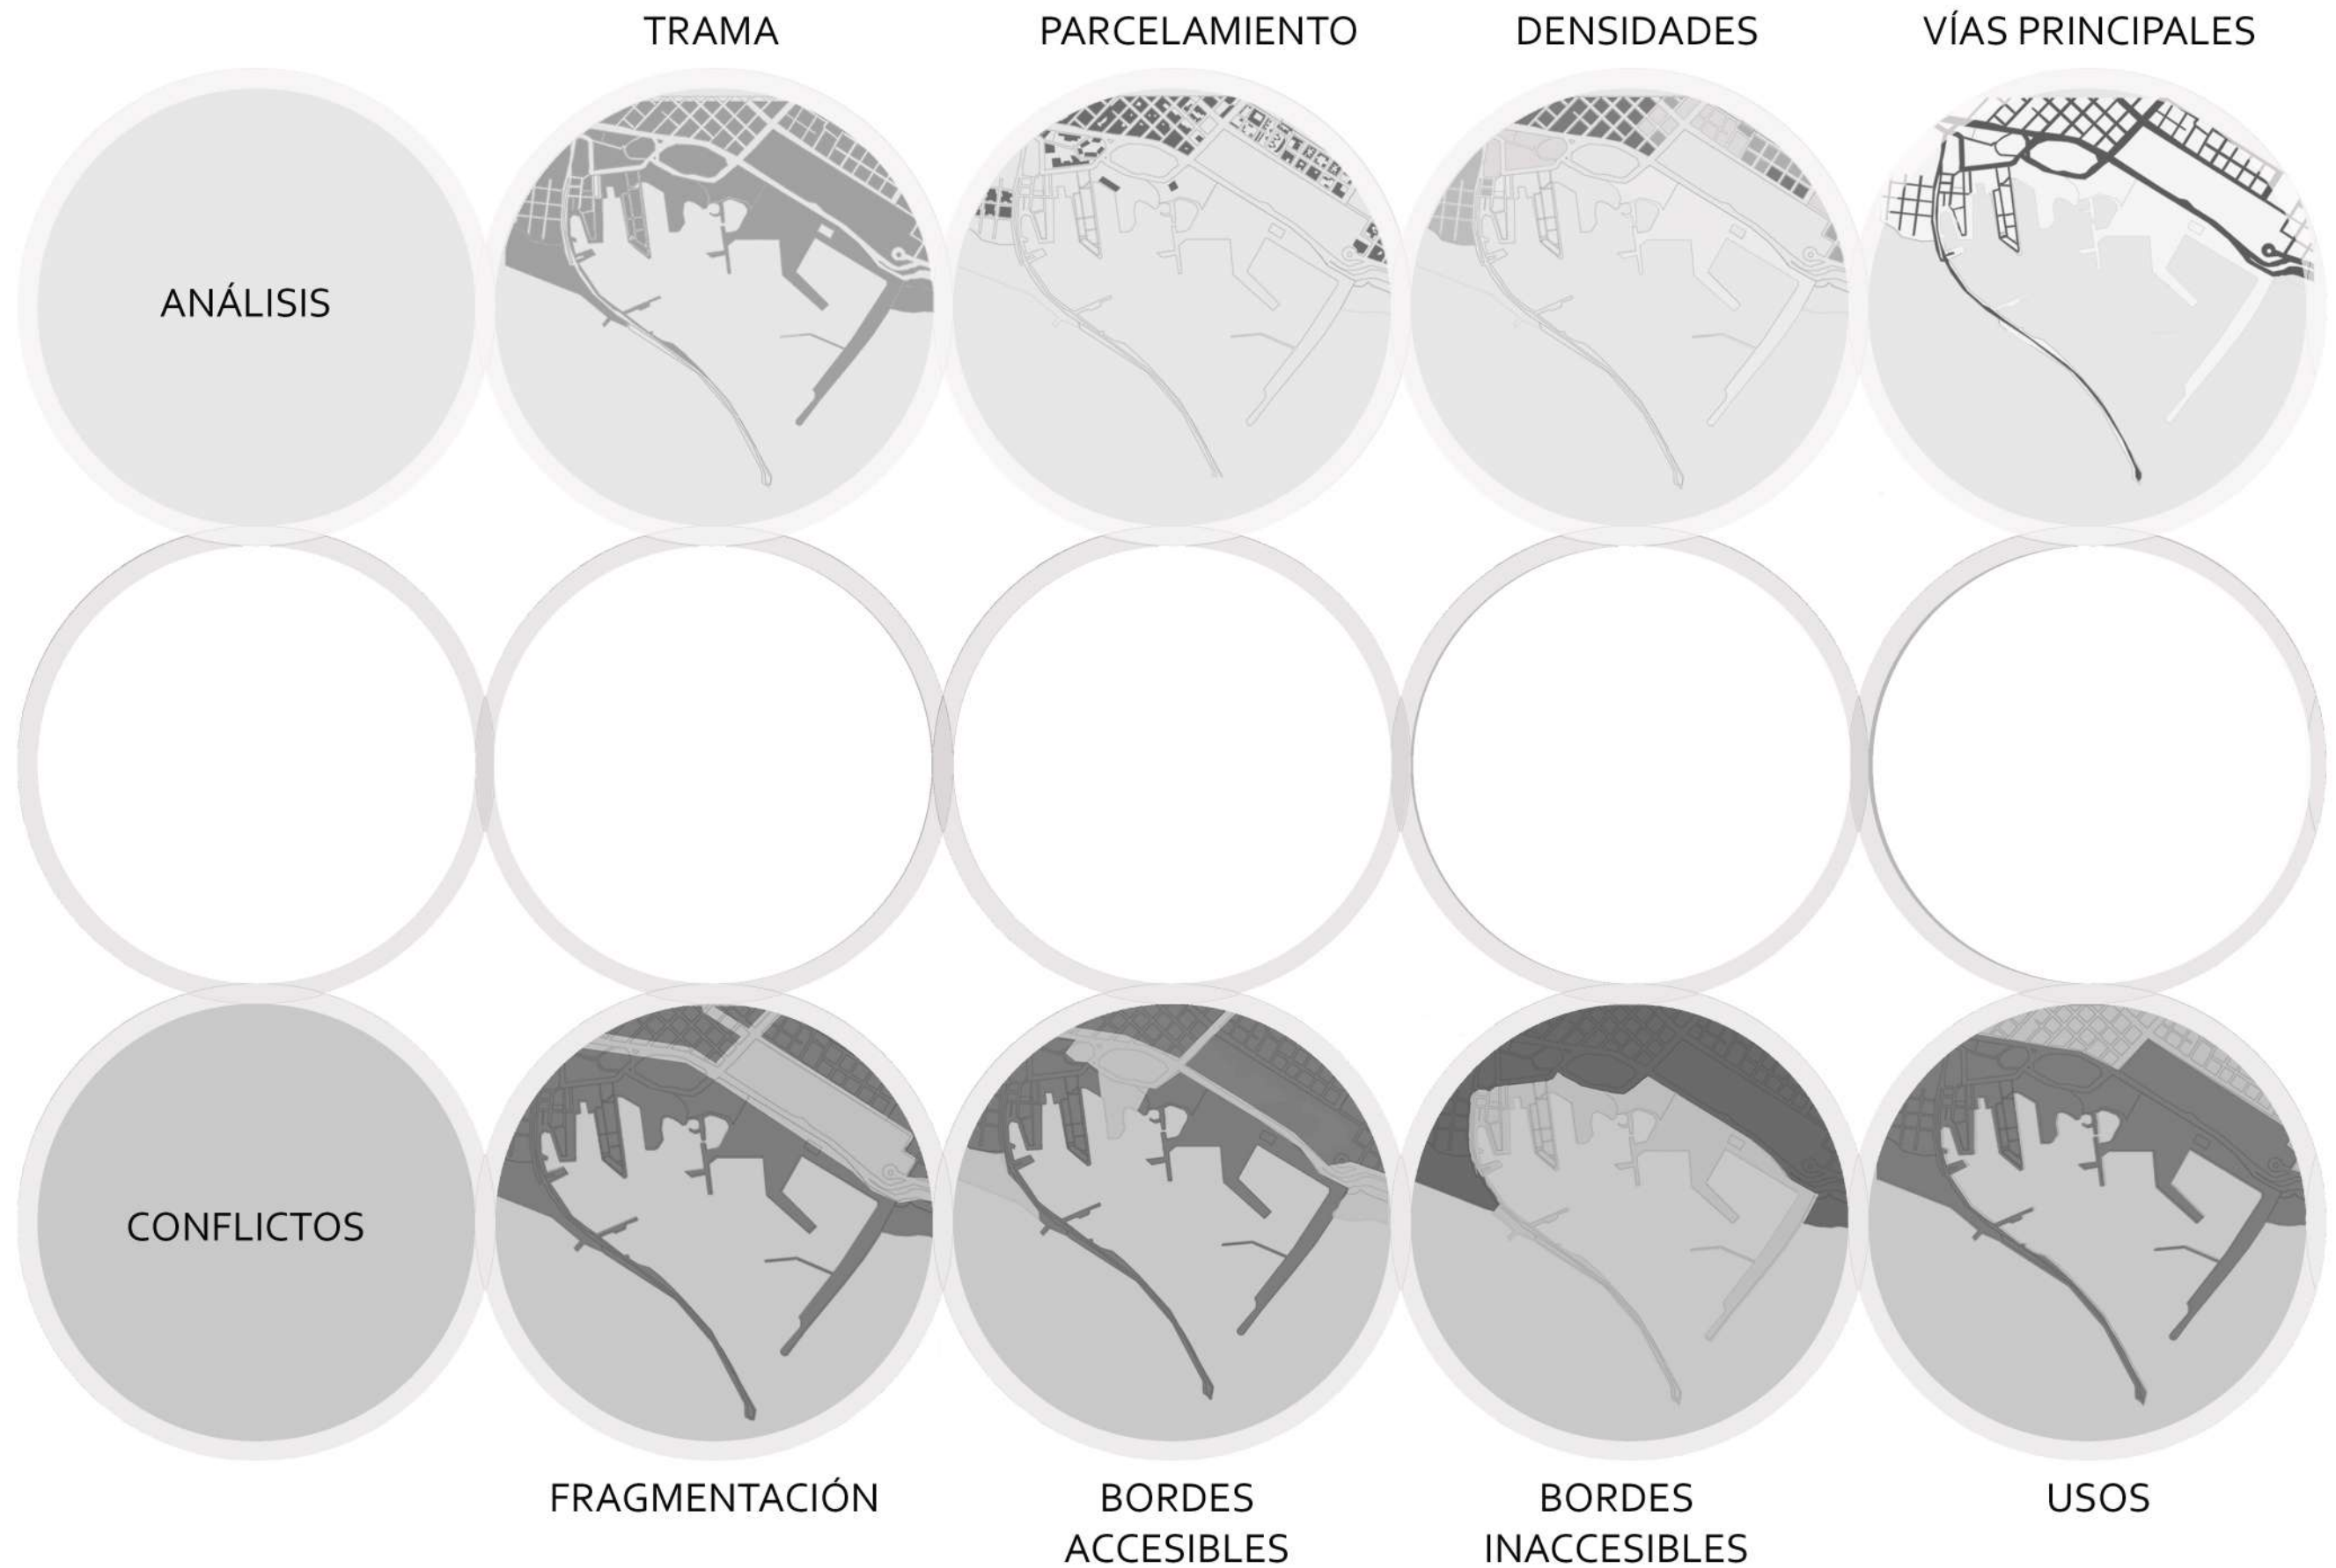 TRAMA
PARCELAMIENTO
DENSIDADES
VÍAS PRINCIPALES
ANÁLISIS
CONFLICTOS
FRAGMENTACIÓN
BORDES
ACCESIBLES
BORDES
INACCESIBLES
USOS